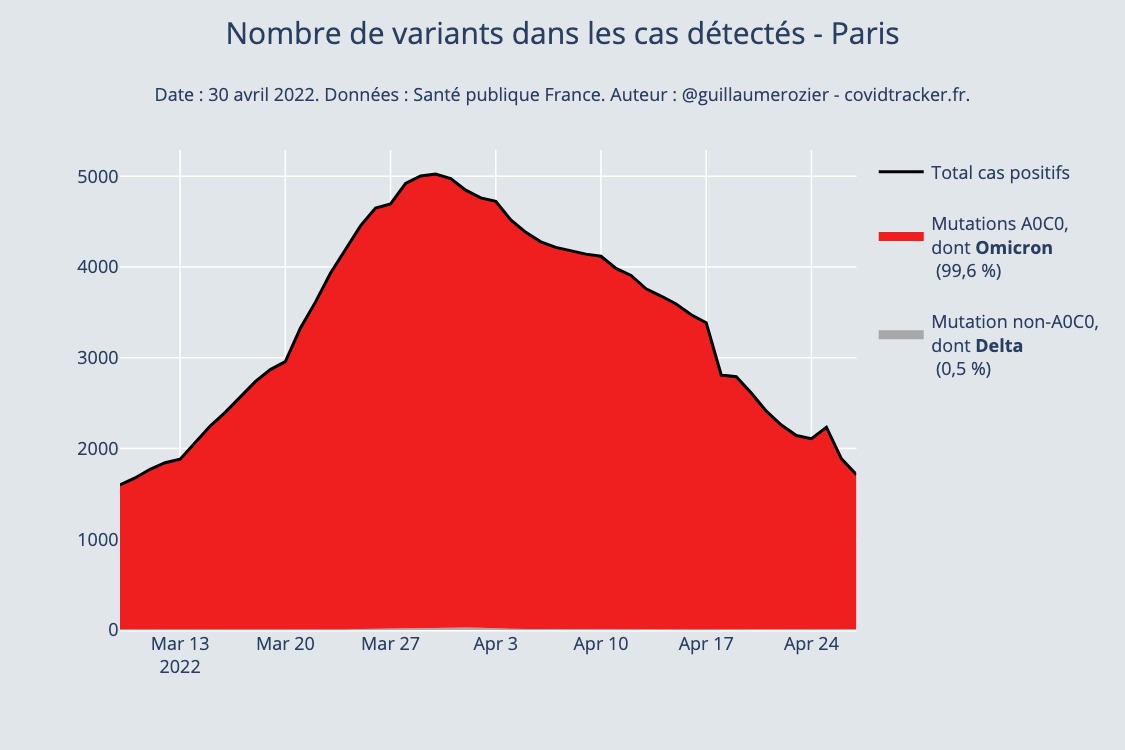 Nombre de variants dans les cas détectés - Paris
Date : 30 avril 2022. Données : Santé publique France. Auteur : @guillaumerozier - covidtracker.fr.
5000
4000
3000
2000
1000
0
Mar 13
2022
Mar 20
Mar 27
Apr 3
Apr 10
Apr 17
Apr 24
Total cas positifs
Mutations A0C0,
dont Omicron
(99,6 %)
Mutation non-A0C0,
dont Delta
(0,5 %)